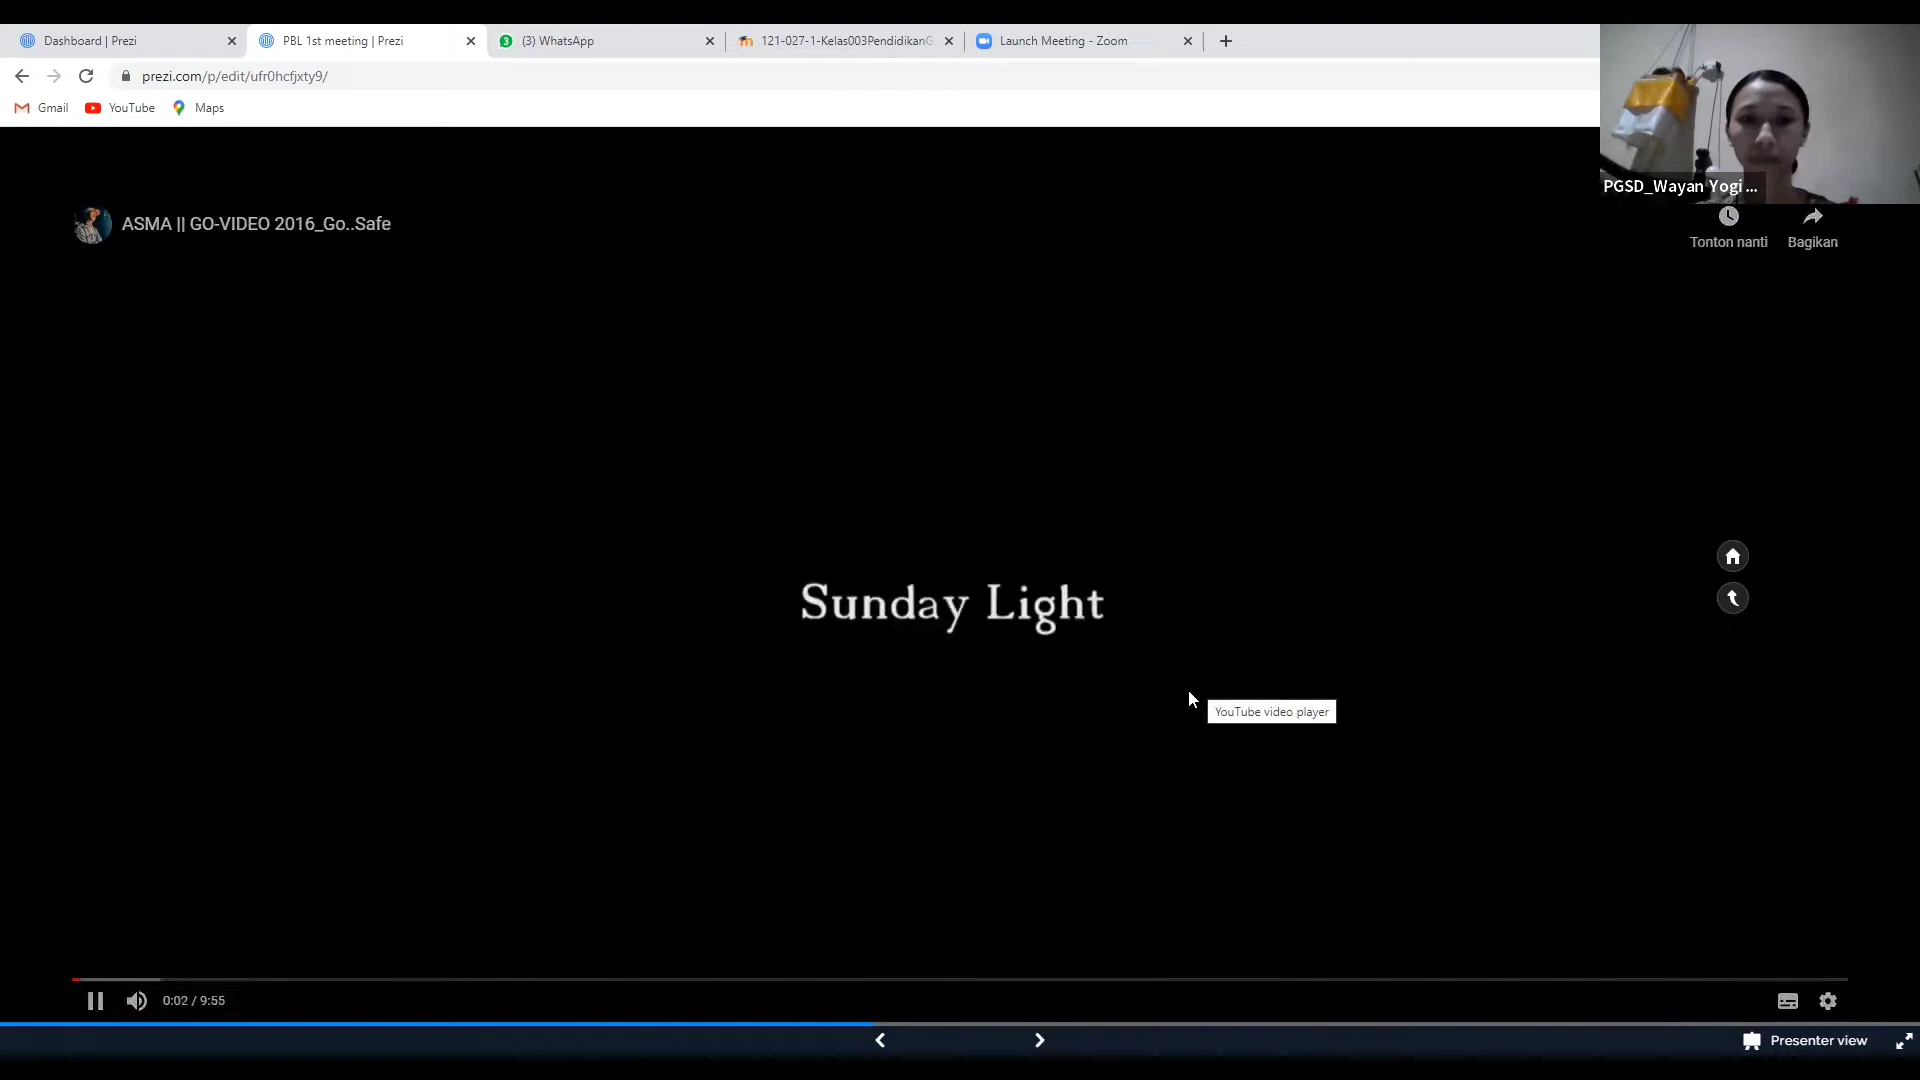 Dashboard | Prezi
PBL 1st meeting | Prezi
3
(3) WhatsApp
121-027-1-Kelas003PendidikanG
Launch Meeting - Zoom
prezi.com/p/edit/ufr0hcfjxty9/
Gmail
YouTube
Maps
PGSD_Wayan Yogi ...
ASMA || GO-VIDEO 2016_Go..Safe
Tonton nanti
Bagikan
Sunday Light
YouTube video player
0:02 / 9:55
Presenter view